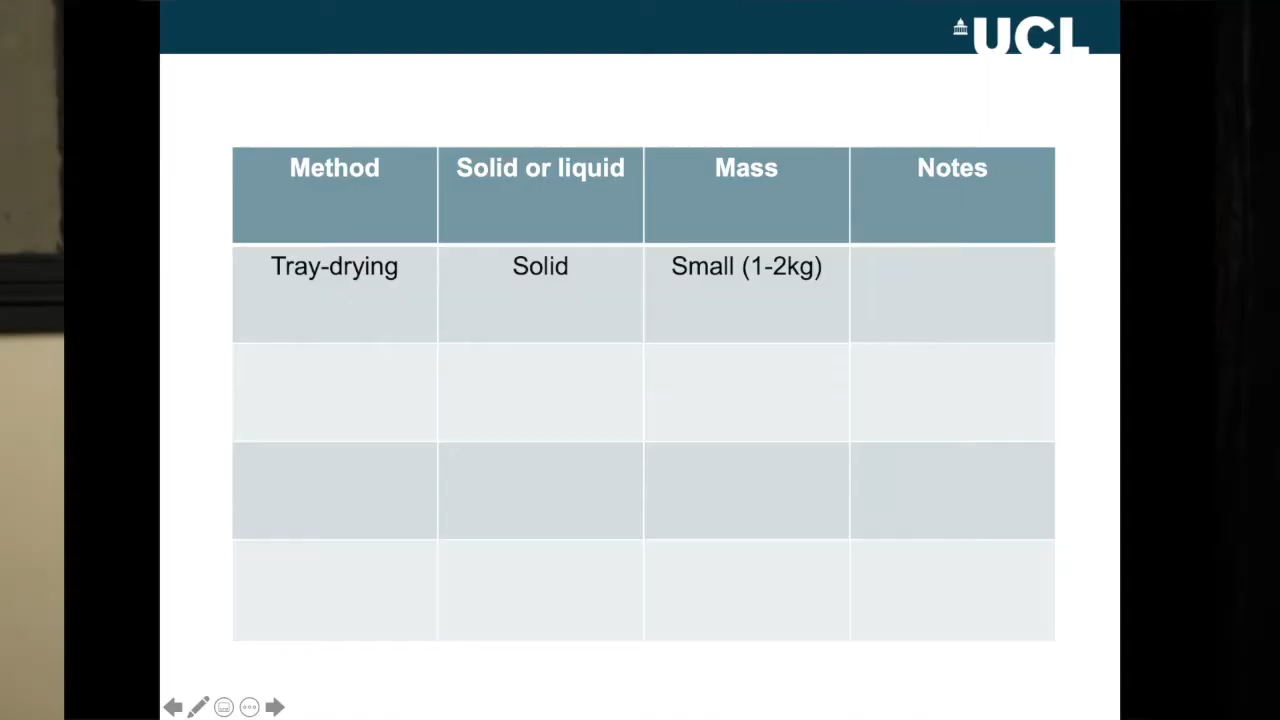 UCL
Method Solid or liquid Mass Notes
Tray-drying Solid Small (1-2kg)